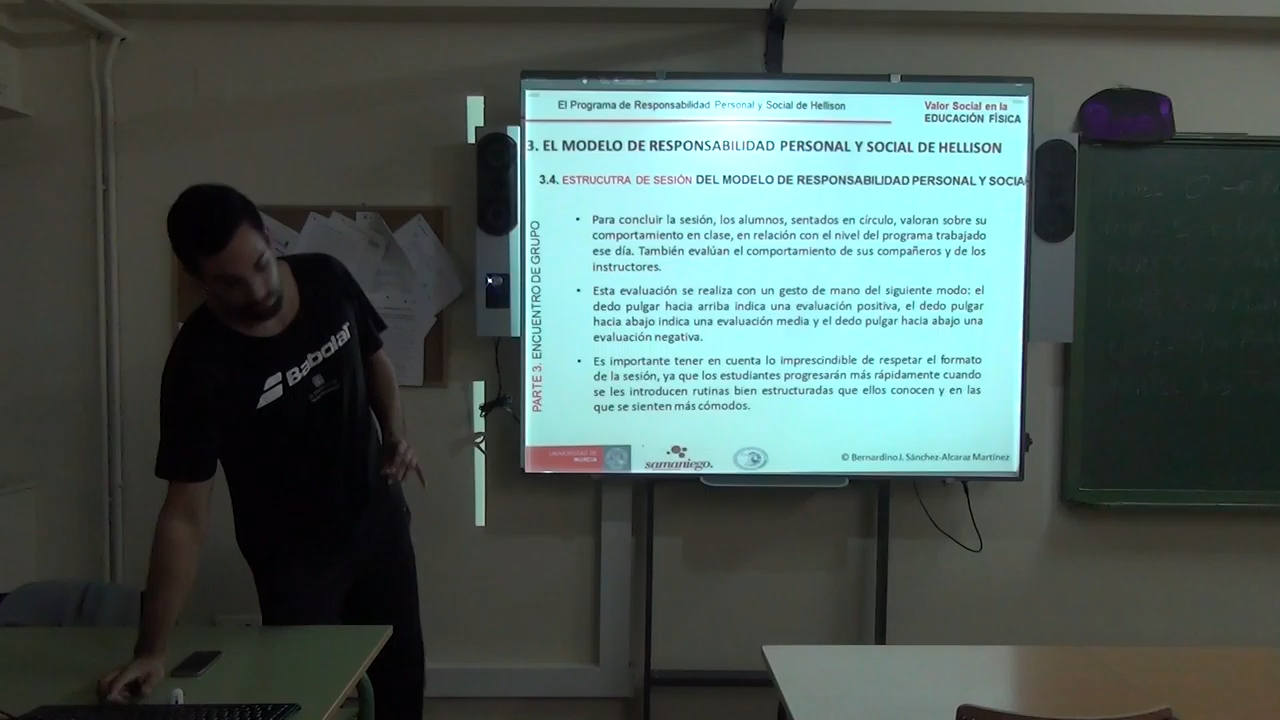 El Programa de Responsabilidad Personal y Social de Hellison
Valor Social en la
EDUCACIÓN FÍSICA
3. EL MODELO DE RESPONSABILIDAD PERSONAL Y SOCIAL DE HELLISON
3.4. ESTRUCUTRA DE SESIÓN DEL MODELO DE RESPONSABILIDAD PERSONAL Y SOCIA
PARTE 3. ENCUENTRO DE GRUPO
• Para concluir la sesión, los alumnos, sentados en círculo, valoran sobre su
comportamiento en clase, en relación con el nivel del programa trabajado
ese día. También evalúan el comportamiento de sus compañeros y de los
instructores.
• Esta evaluación se realiza con un gesto de mano del siguiente modo: el
dedo pulgar hacia arriba indica una evaluación positiva, el dedo pulgar
hacia abajo indica una evaluación media y el dedo pulgar hacia abajo una
evaluación negativa.
• Es importante tener en cuenta lo imprescindible de respetar el formato
de la sesión, ya que los estudiantes progresarán más rápidamente cuando
se les introducen rutinas bien estructuradas que ellos conocen y en las
que se sienten más cómodos.
UNIVERSIDAD DE
MURCIA
samaniego.
© Bernardino J. Sánchez-Alcaraz Martínez
Babolat